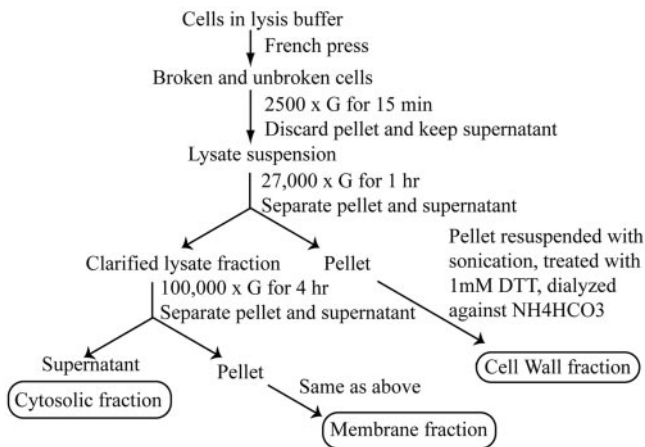 Cells in lysis buffer
French press
Broken and unbroken cells
2500 x G for 15 min
Discard pellet and keep supernatant
Lysate suspension
27,000 x G for 1 hr
Separate pellet and supernatant
Clarified lysate fraction
Pellet
Pellet resuspended with
sonication, treated with
1mM DTT, dialyzed
against NH4HCO3
100,000 x G for 4 hr
Separate pellet and supernatant
Supernatant
Cytosolic fraction
Pellet
Same as above
Cell Wall fraction
Membrane fraction